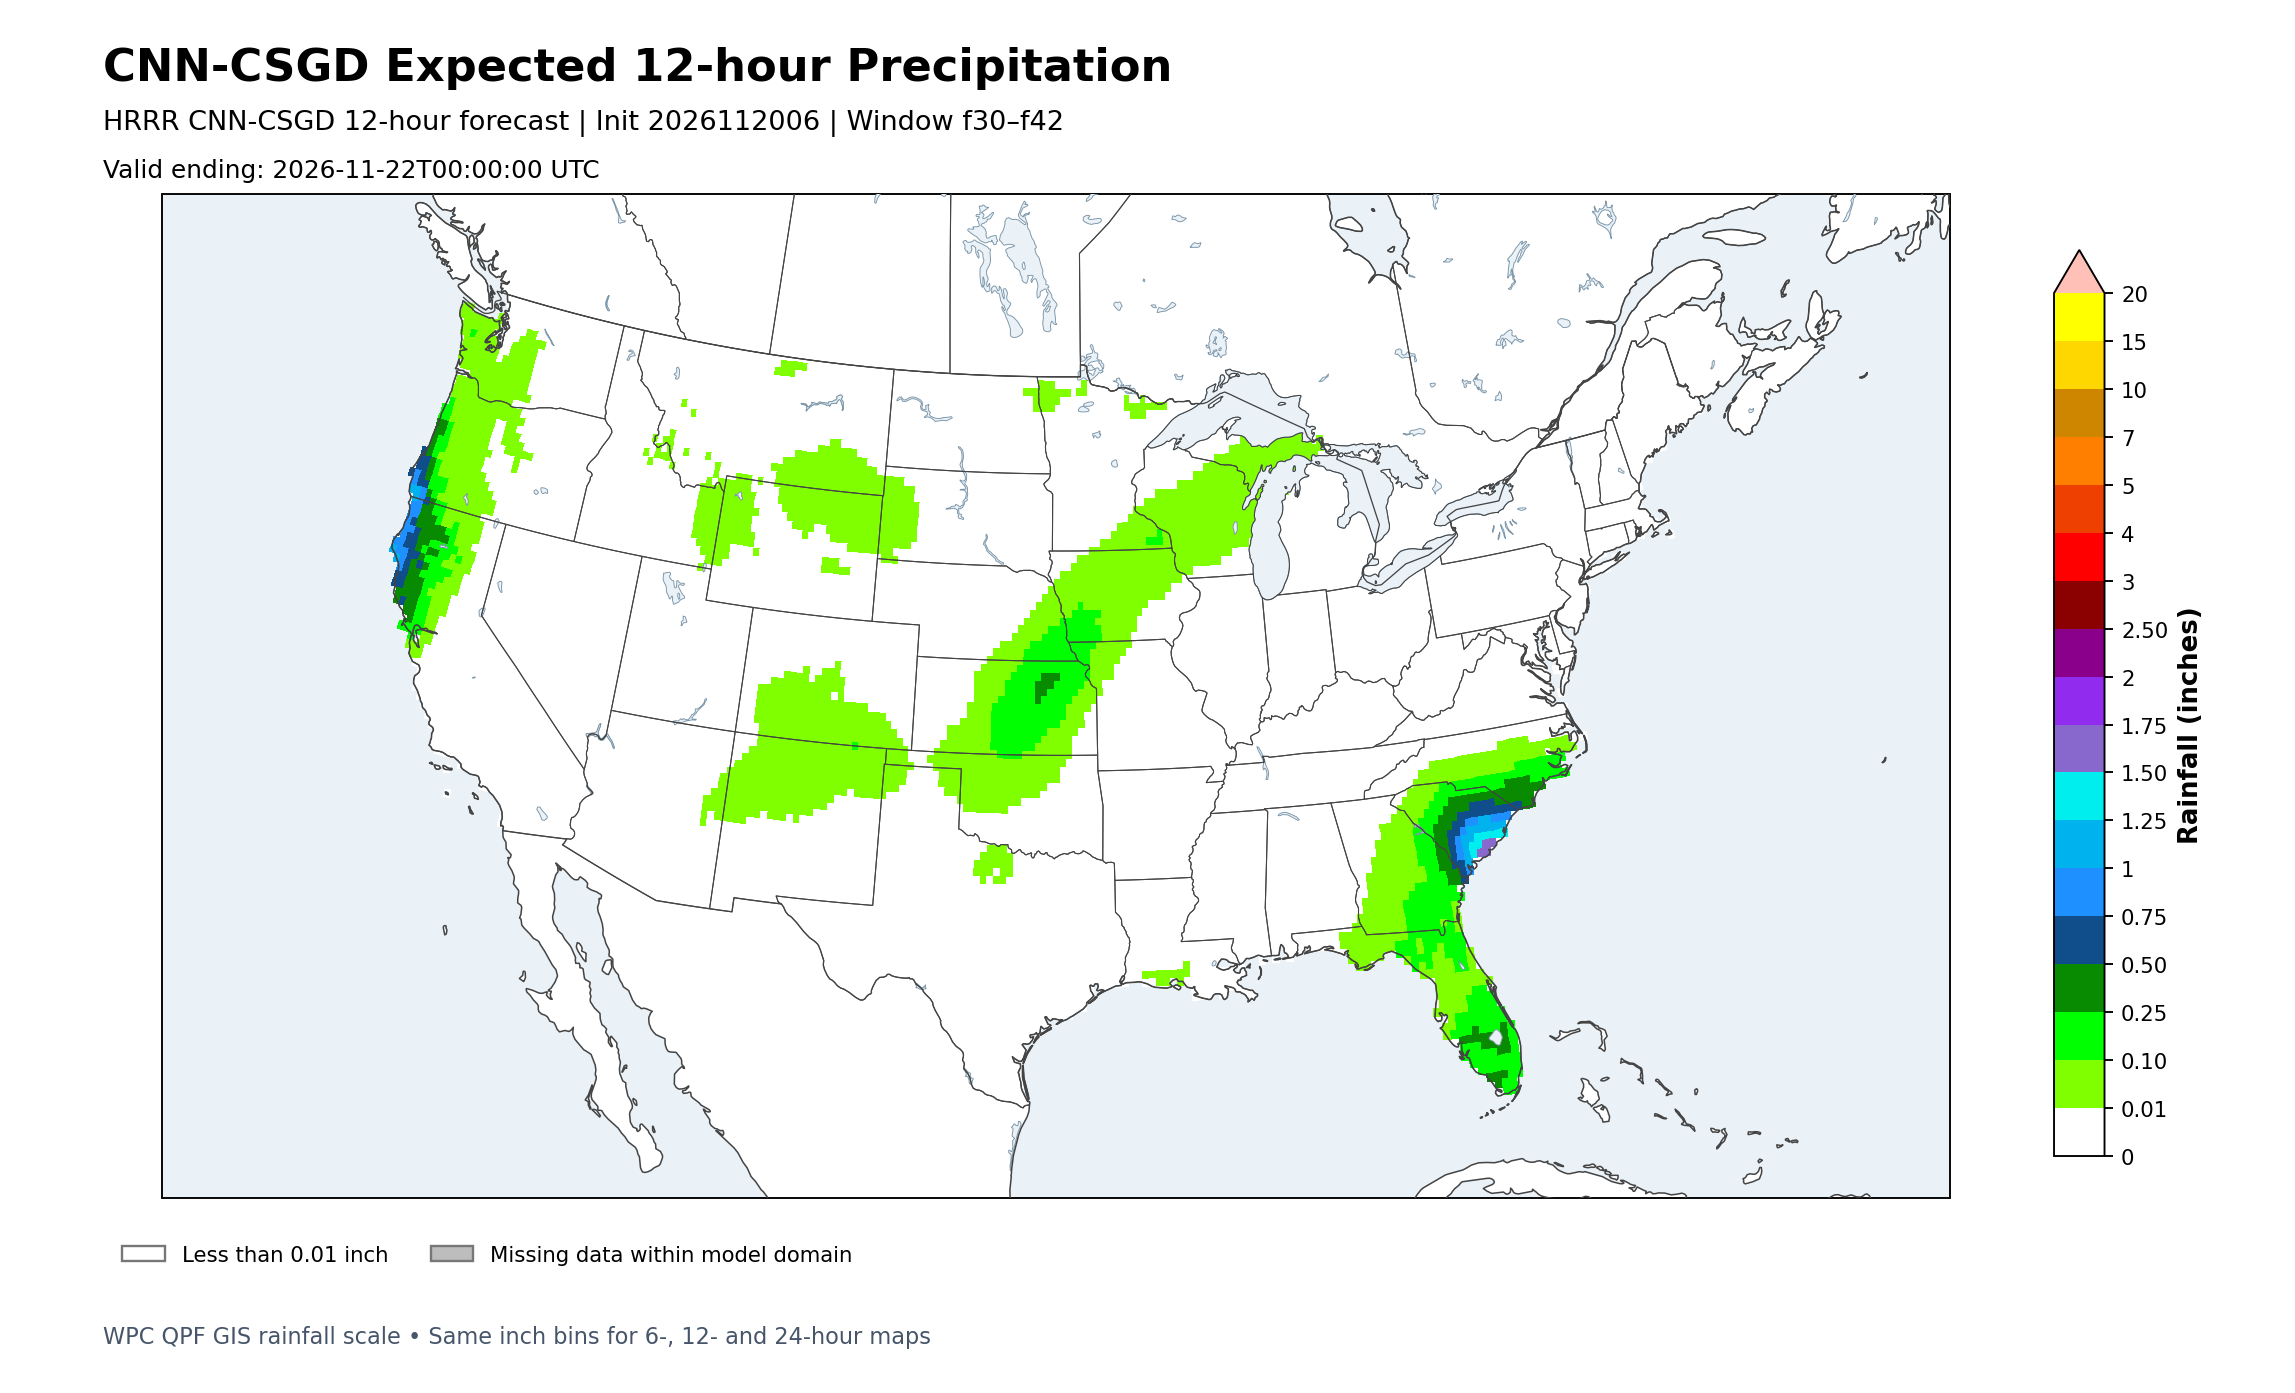 CNN-CSGD Expected 12-hour Precipitation
HRRR CNN-CSGD 12-hour forecast | Init 2026112006 | Window f30–f42
Valid ending: 2026-11-22T00:00:00 UTC
20
15
10
7
5
4
3
2.50
2
1.75
1.50
1.25
1
0.75
0.50
0.25
0.10
0.01
0
Rainfall (inches)
Less than 0.01 inch
Missing data within model domain
WPC QPF GIS rainfall scale • Same inch bins for 6-, 12- and 24-hour maps